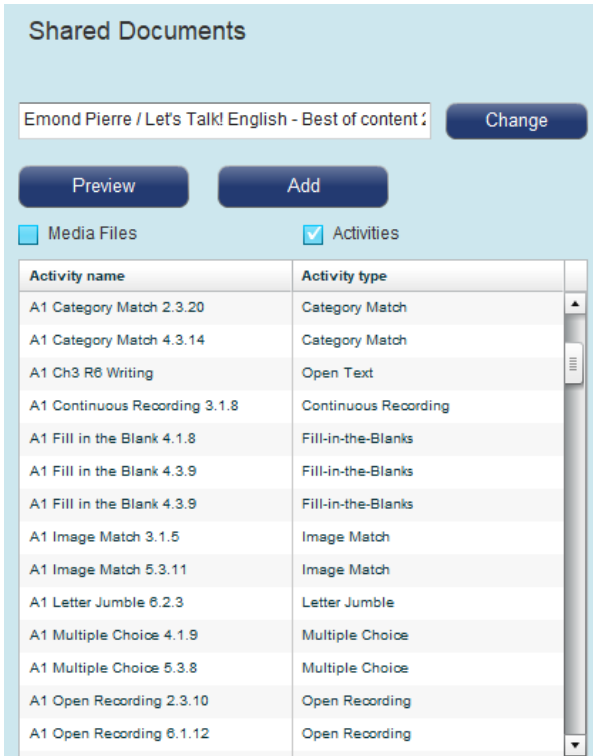 Shared Documents
Emond Pierre / Let's Talk! English - Best of content
Change
Preview Add
Media Files Activities
Activity name Activity type
A1 Category Match 2.3.20 Category Match
A1 Category Match 4.3.14 Category Match
A1 Ch3 R6 Writing Open Text
A1 Continuous Recording 3.1.8 Continuous Recording
A1 Fill in the Blank 4.1.8 Fill-in-the-Blanks
A1 Fill in the Blank 4.3.9 Fill-in-the-Blanks
A1 Fill in the Blank 4.3.9 Fill-in-the-Blanks
A1 Image Match 3.1.5 Image Match
A1 Image Match 5.3.11 Image Match
A1 Letter Jumble 6.2.3 Letter Jumble
A1 Multiple Choice 4.1.9 Multiple Choice
A1 Multiple Choice 5.3.8 Multiple Choice
A1 Open Recording 2.3.10 Open Recording
A1 Open Recording 6.1.12 Open Recording